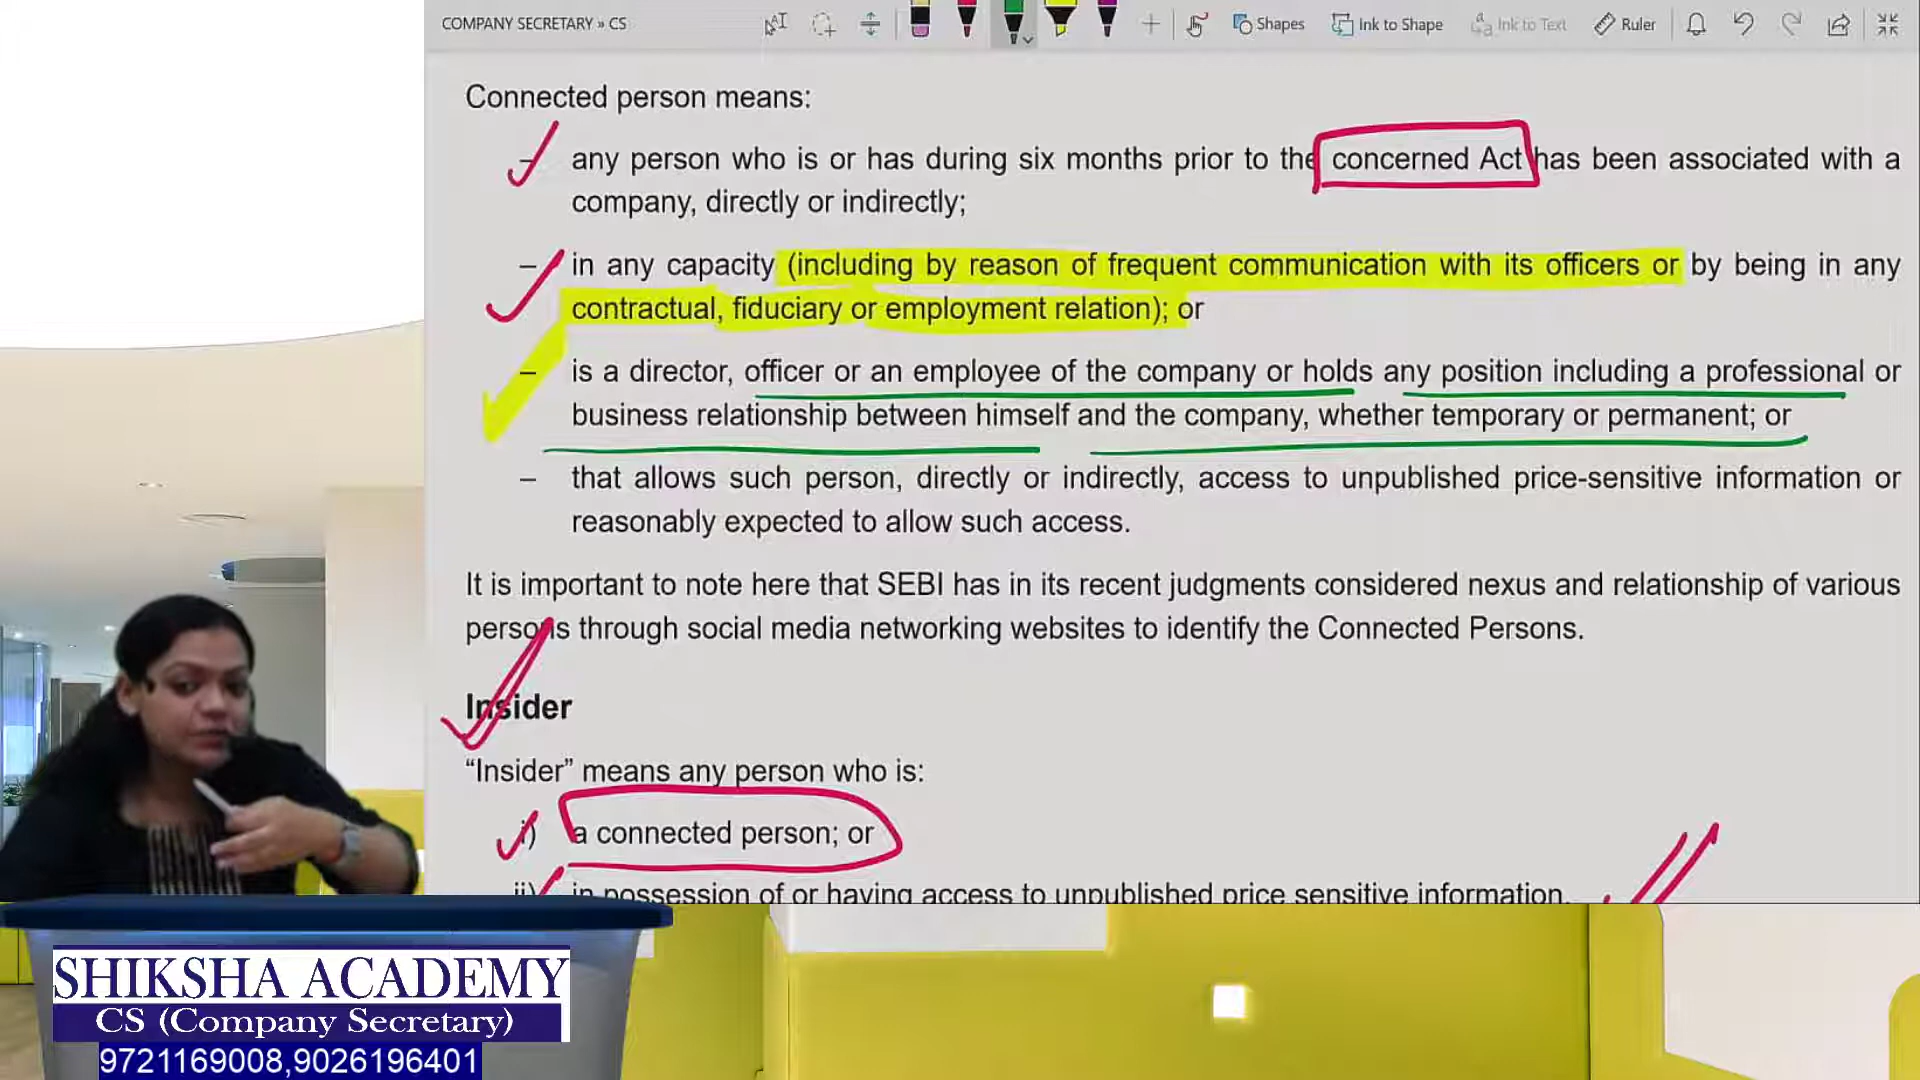 COMPANY SECRETARY » CS
Shapes
Ink to Shape
Ink to Text
Ruler
Connected person means:
– any person who is or has during six months prior to the concerned Act has been associated with a
company, directly or indirectly;
– in any capacity (including by reason of frequent communication with its officers or by being in any
contractual, fiduciary or employment relation); or
– is a director, officer or an employee of the company or holds any position including a professional or
business relationship between himself and the company, whether temporary or permanent; or
– that allows such person, directly or indirectly, access to unpublished price-sensitive information or
reasonably expected to allow such access.
It is important to note here that SEBI has in its recent judgments considered nexus and relationship of various
persons through social media networking websites to identify the Connected Persons.
Insider
“Insider” means any person who is:
i) a connected person; or
ii) in possession of or having access to unpublished price sensitive information.
SHIKSHA ACADEMY
CS (Company Secretary)
9721169008,9026196401